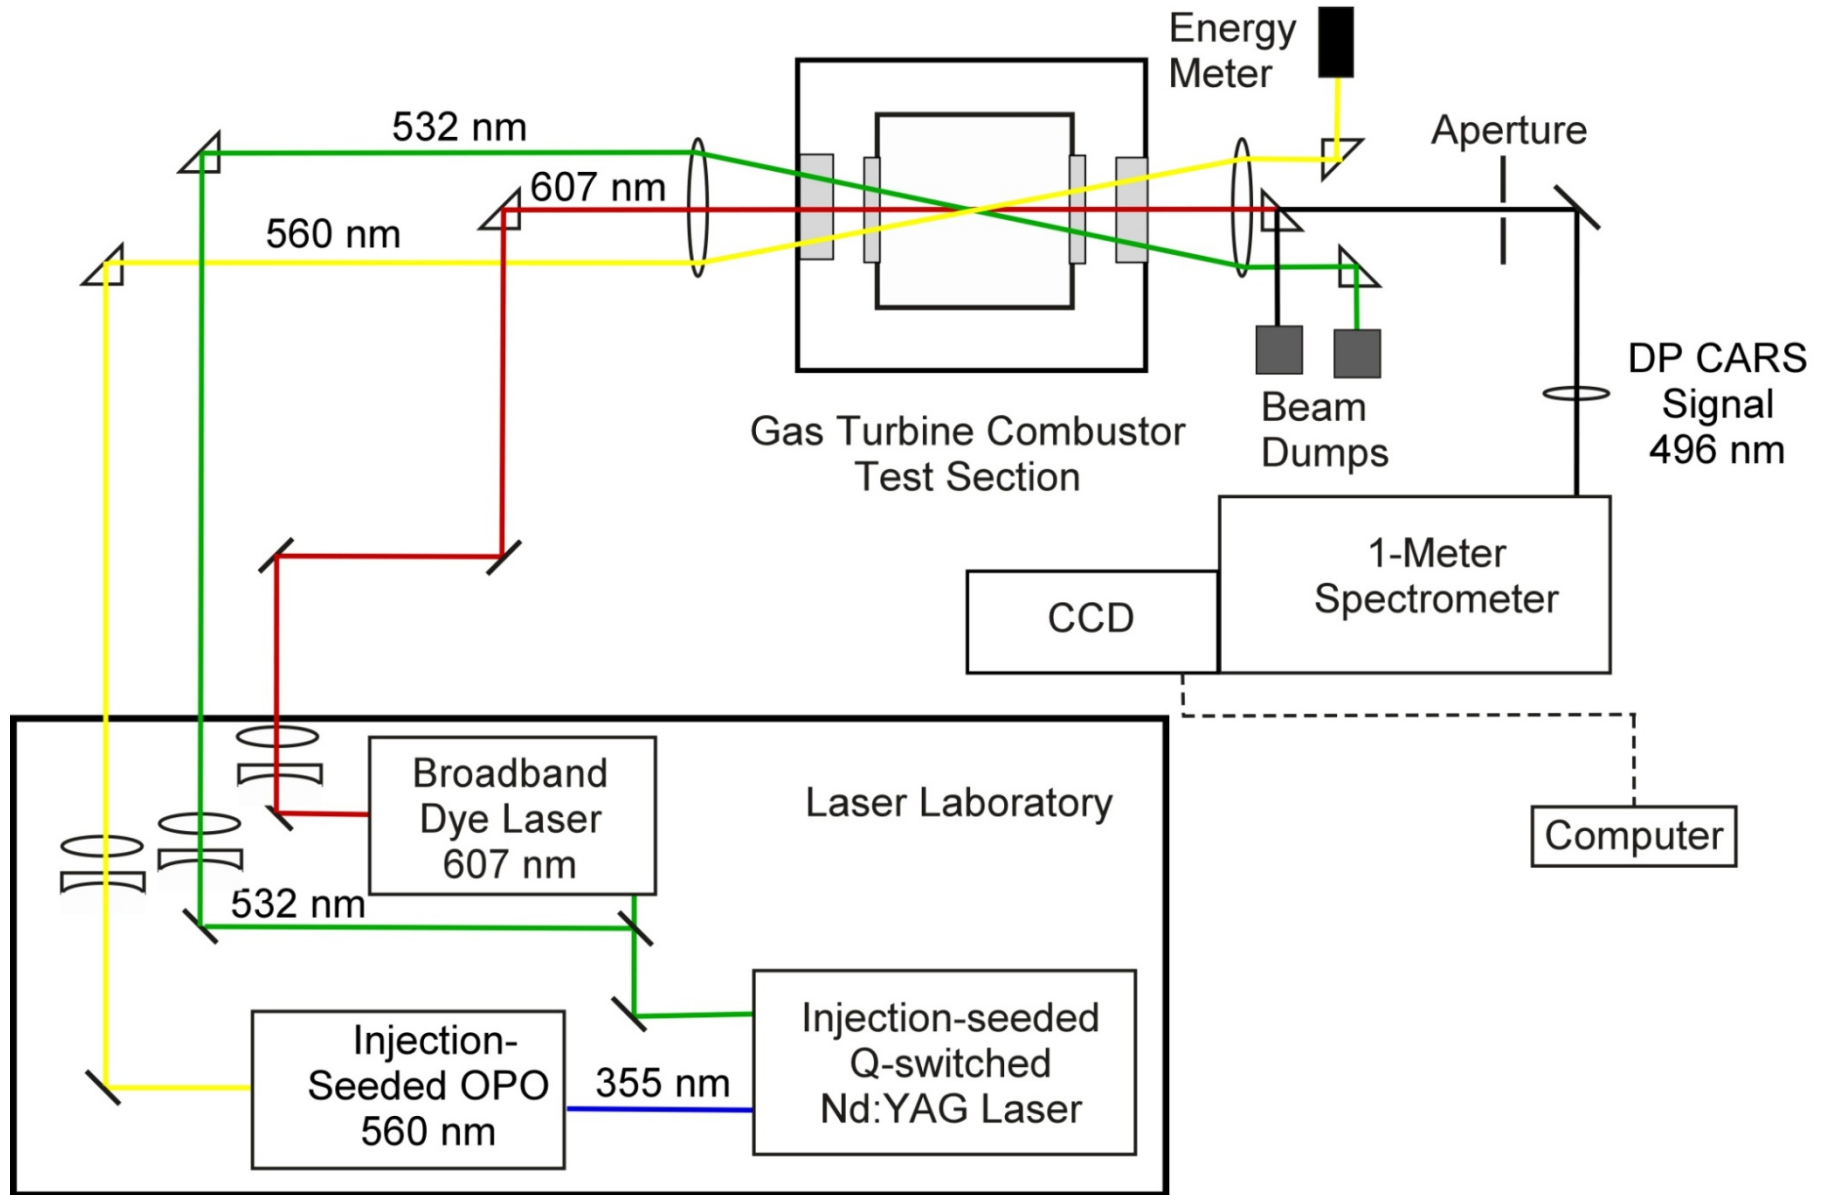 Energy
Meter
532 nm
Aperture
607 nm
560 nm
DP CARS
Signal
496 nm
Beam
Dumps
Gas Turbine Combustor
Test Section
1-Meter
Spectrometer
CCD
Broadband
Dye Laser
607 nm
Laser Laboratory
Computer
532 nm
Injection-seeded
Q-switched
Nd:YAG Laser
Injection-
Seeded OPO
560 nm
355 nm